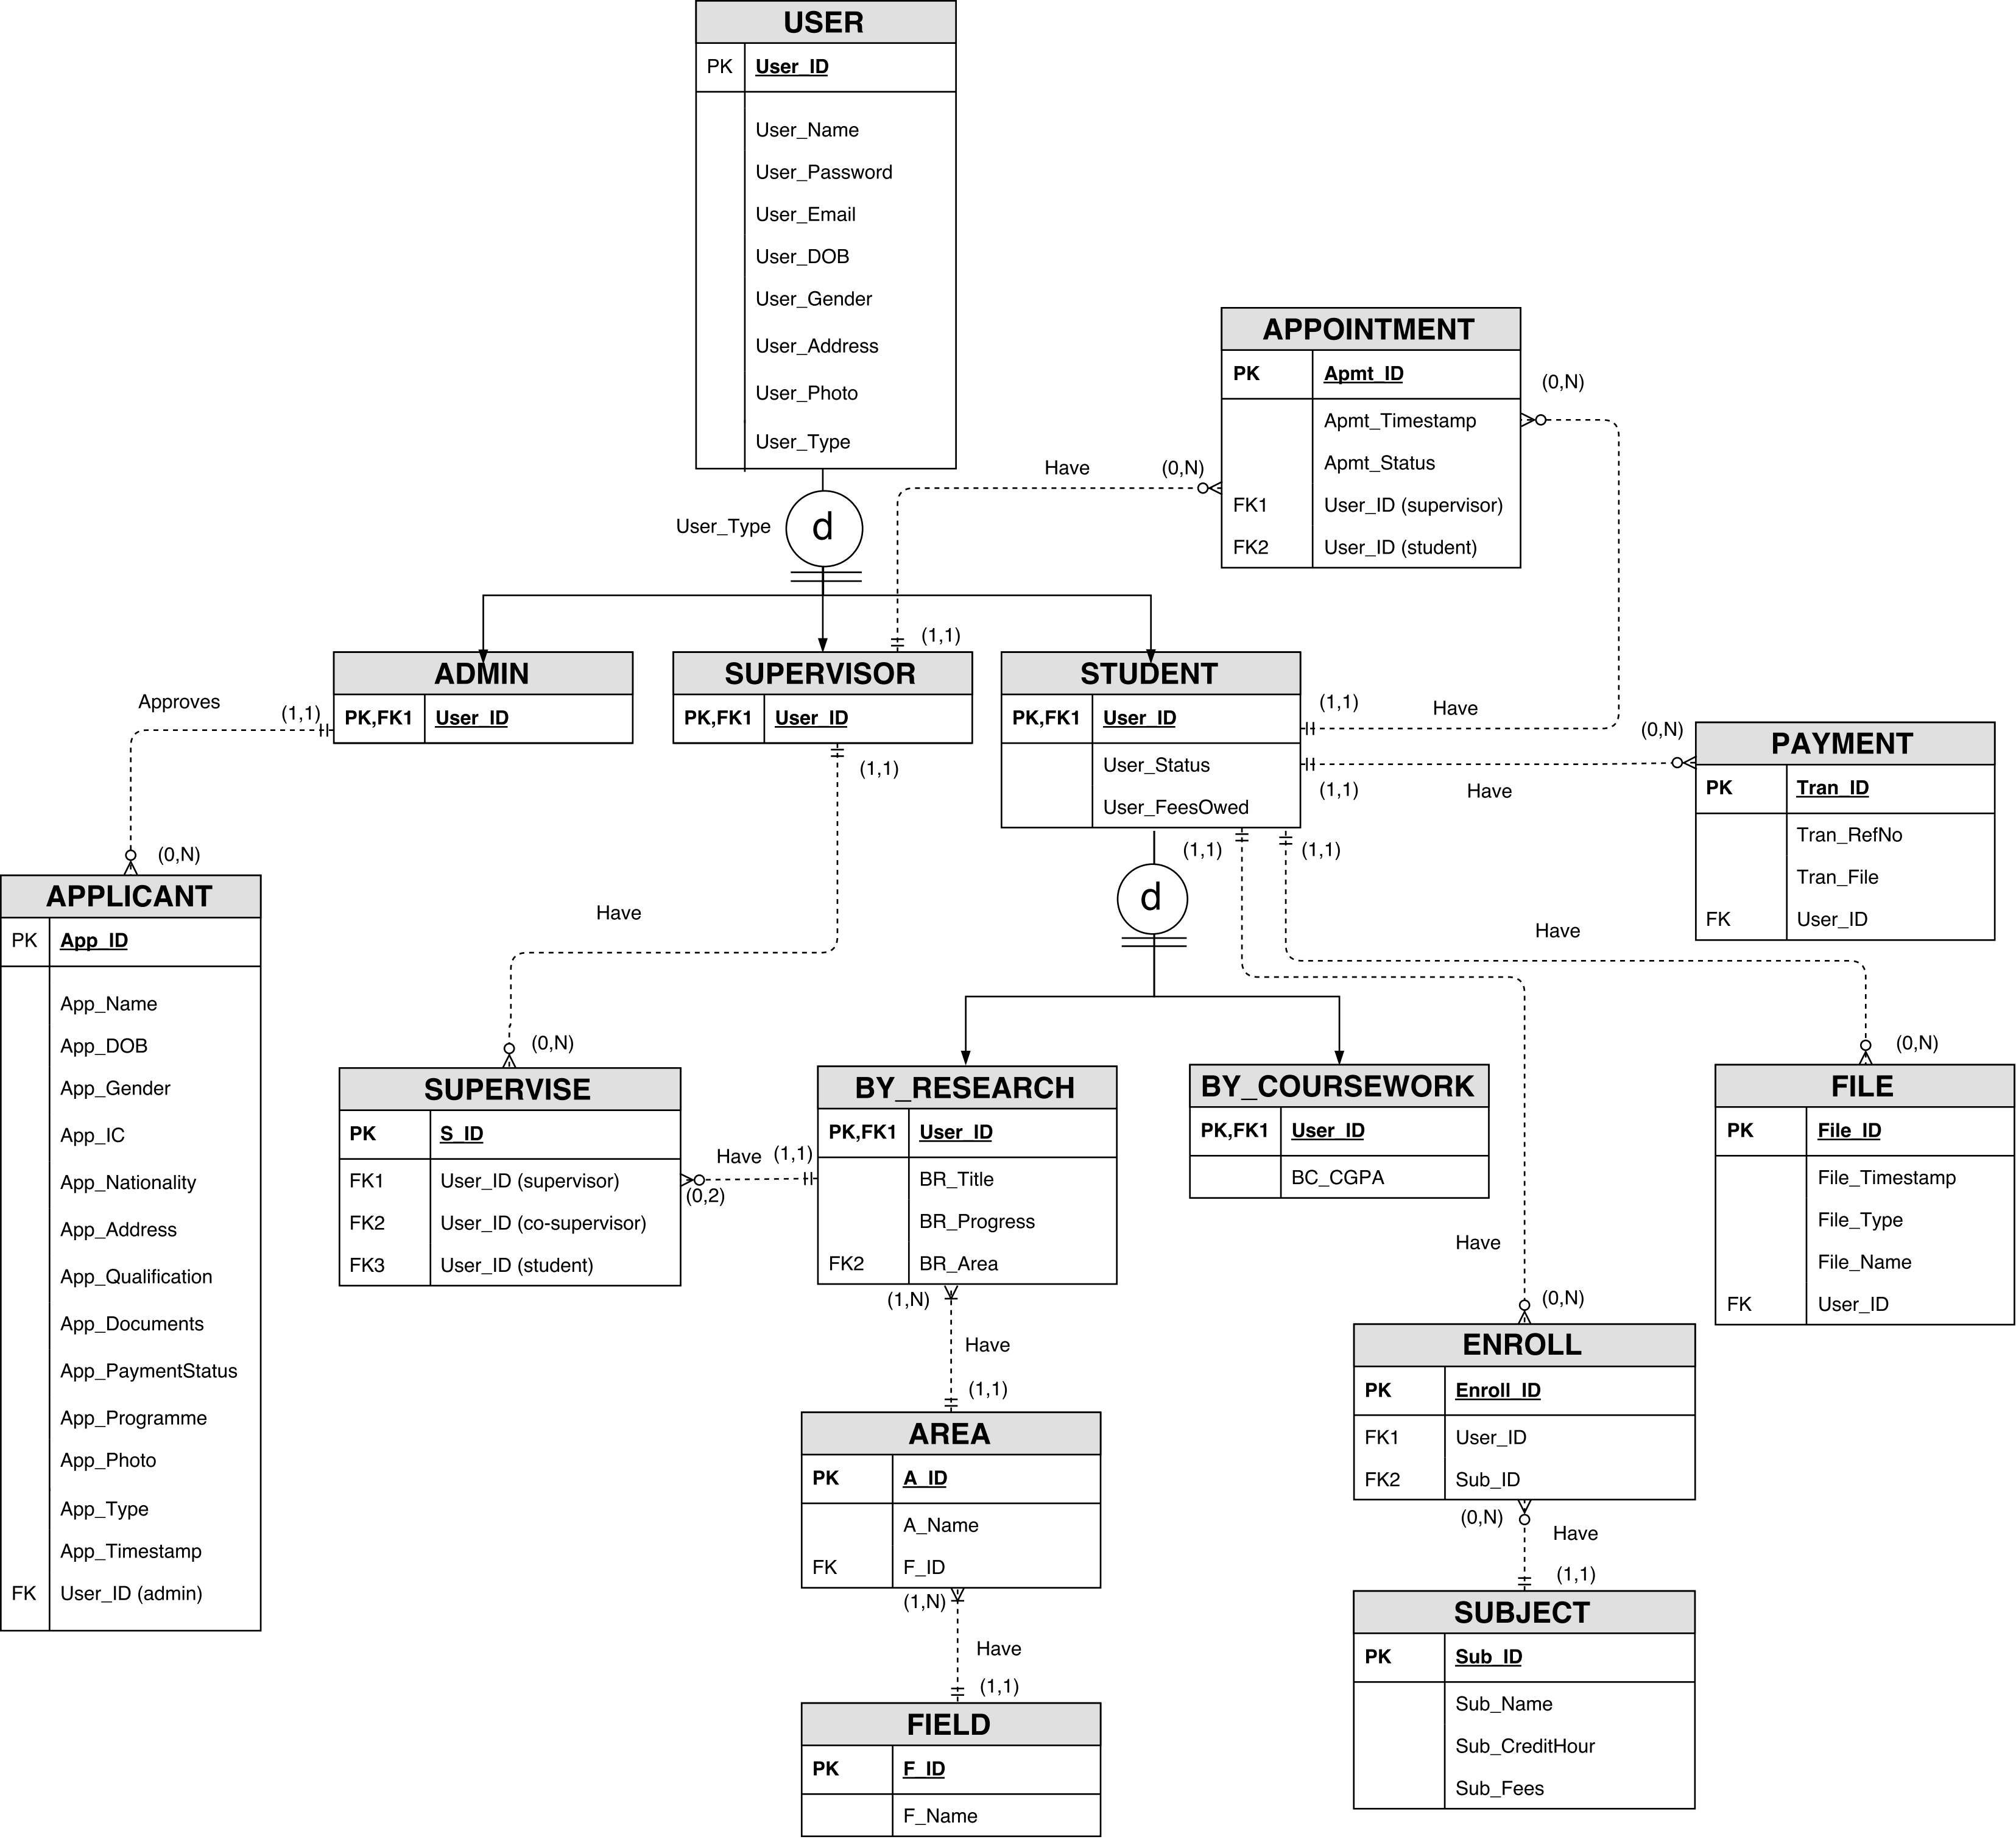 USER
PK User_ID
User_Name
User_Password
User_Email
User_DOB
User_Gender
User_Address
User_Photo
User_Type
User_Type
d
APPOINTMENT
PK Apmt_ID
Apmt_Timestamp
Apmt_Status
FK1 User_ID (supervisor)
FK2 User_ID (student)
(0,N)
Have
(0,N)
(1,1)
ADMIN
PK,FK1 User_ID
Approves
(1,1)
(0,N)
SUPERVISOR
PK,FK1 User_ID
(1,1)
STUDENT
PK,FK1 User_ID
User_Status
User_FeesOwed
(1,1)
Have
(0,N)
(1,1)
Have
(1,1)
(1,1)
PAYMENT
PK Tran_ID
Tran_RefNo
Tran_File
FK User_ID
d
Have
Have
APPLICANT
PK App_ID
App_Name
App_DOB
App_Gender
App_IC
App_Nationality
App_Address
App_Qualification
App_Documents
App_PaymentStatus
App_Programme
App_Photo
App_Type
App_Timestamp
FK User_ID (admin)
(0,N)
SUPERVISE
PK S_ID
FK1 User_ID (supervisor)
FK2 User_ID (co-supervisor)
FK3 User_ID (student)
Have
(1,1)
(0,2)
BY_RESEARCH
PK,FK1 User_ID
BR_Title
BR_Progress
FK2 BR_Area
BY_COURSEWORK
PK,FK1 User_ID
BC_CGPA
(0,N)
FILE
PK File_ID
File_Timestamp
File_Type
File_Name
FK User_ID
Have
(0,N)
(1,N)
Have
(1,1)
ENROLL
PK Enroll_ID
FK1 User_ID
FK2 Sub_ID
AREA
PK A_ID
A_Name
FK F_ID
(0,N)
Have
(1,1)
(1,N)
Have
(1,1)
SUBJECT
PK Sub_ID
Sub_Name
Sub_CreditHour
Sub_Fees
FIELD
PK F_ID
F_Name